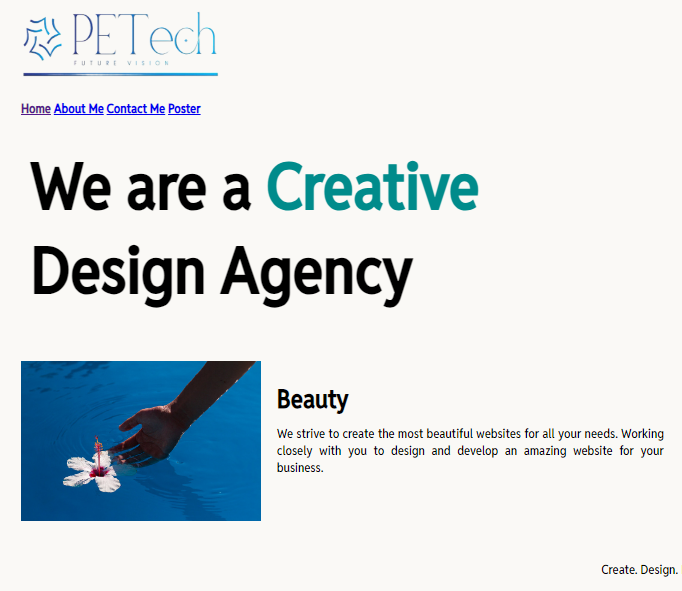 PETech
FUTURE VISION
Home About Me Contact Me Poster
We are a Creative
Design Agency
Beauty
We strive to create the most beautiful websites for all your needs. Working
closely with you to design and develop an amazing website for your
business.
Create. Design.